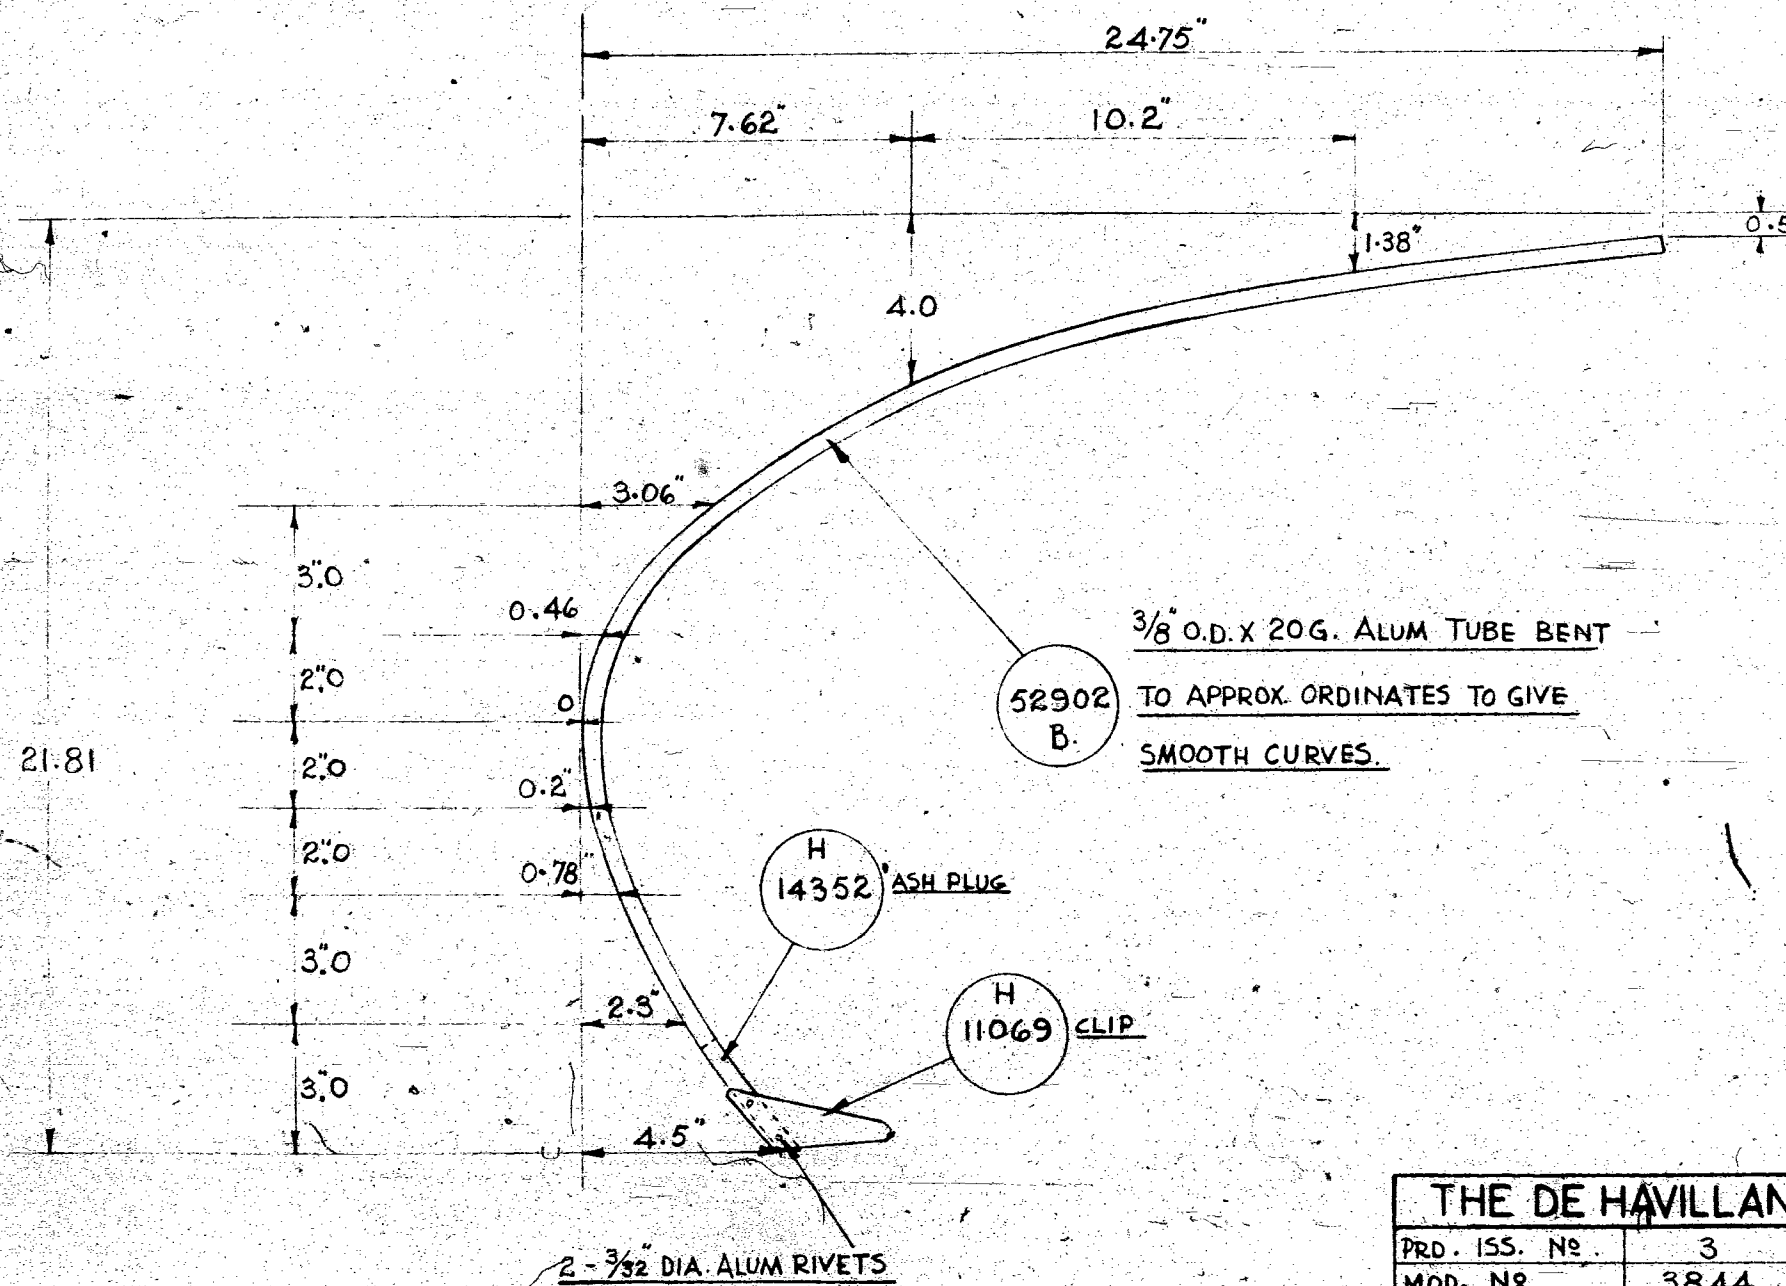 24.75"
7.62"
10.2"
1.38"
0.5
4.0
3.06"
3".0
0.46
2".0
0
21.81
2".0
0.2"
2".0
0.78"
3".0
2.3"
3".0
4.5"
3/8" O.D. X 20G. ALUM TUBE BENT
TO APPROX. ORDINATES TO GIVE
SMOOTH CURVES.
52902
B.
H
14352
ASH PLUG
H
11069
CLIP
2 - 3/32" DIA. ALUM RIVETS
THE DE HAVILLAN
PRD. ISS. Nº. 3
MOD. Nº 3844